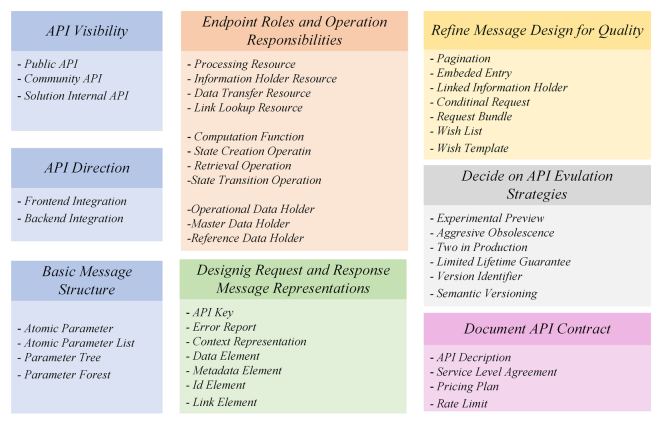 API Visibility
- Public API
- Community API
- Solution Internal API
API Direction
- Frontend Integration
- Backend Integration
Basic Message
Structure
- Atomic Parameter
- Atomic Parameter List
- Parameter Tree
- Parameter Forest
Endpoint Roles and Operation
Responsibilities
- Processing Resource
- Information Holder Resource
- Data Transfer Resource
- Link Lookup Resource
- Computation Function
- State Creation Operatin
- Retrieval Operation
-State Transition Operation
-Operational Data Holder
-Master Data Holder
-Reference Data Holder
Designig Request and Response
Message Representations
- API Key
- Error Report
- Context Representation
- Data Element
- Metadata Element
- Id Element
- Link Element
Refine Message Design for Quality
- Pagination
- Embeded Entry
- Linked Information Holder
- Conditinal Request
- Request Bundle
- Wish List
- Wish Template
Decide on API Evulation
Strategies
- Experimental Preview
- Aggresive Obsolescence
- Two in Production
- Limited Lifetime Guarantee
- Version Identifier
- Semantic Versioning
Document API Contract
- API Decription
- Service Level Agreement
- Pricing Plan
- Rate Limit